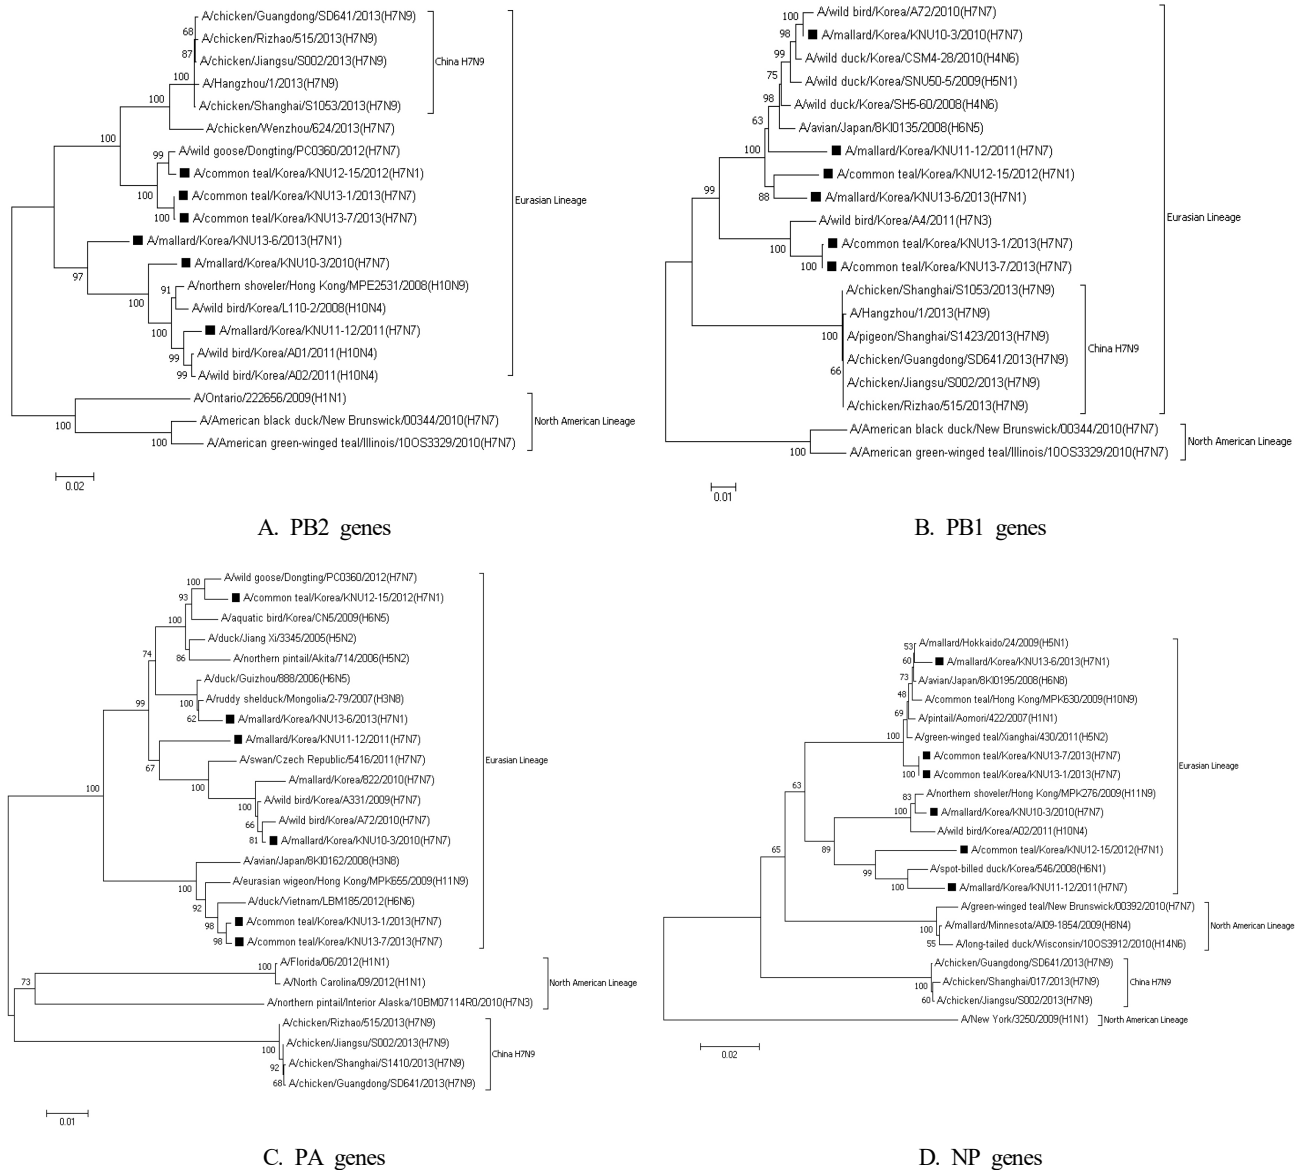 A/chicken/Guangdong/SD641/2013(H7N9)
68
A/chicken/Rizhao/515/2013(H7N9)
87
A/chicken/Jiangsu/S002/2013(H7N9)
China H7N9
100
A/Hangzhou/1/2013(H7N9)
100
A/chicken/Shanghai/S1053/2013(H7N9)
A/chicken/Wenzhou/624/2013(H7N7)
100
99
A/wild goose/Dongting/PC0360/2012(H7N7)
A/common teal/Korea/KNU12-15/2012(H7N1)
100
A/common teal/Korea/KNU13-1/2013(H7N7)
Eurasian Lineage
100
A/common teal/Korea/KNU13-7/2013(H7N7)
A/mallard/Korea/KNU13-6/2013(H7N1)
97
A/mallard/Korea/KNU10-3/2010(H7N7)
91
A/northern shoveler/Hong Kong/MPE2531/2008(H10N9)
100
A/wild bird/Korea/L110-2/2008(H10N4)
100
A/mallard/Korea/KNU11-12/2011(H7N7)
99
A/wild bird/Korea/A01/2011(H10N4)
99
A/wild bird/Korea/A02/2011(H10N4)
A/Ontario/222656/2009(H1N1)
100
A/American black duck/New Brunswick/00344/2010(H7N7)
North American Lineage
100
A/American green-winged teal/Illinois/10OS3329/2010(H7N7)
0.02
A. PB2 genes
100
A/wild bird/Korea/A72/2010(H7N7)
98
A/mallard/Korea/KNU10-3/2010(H7N7)
99
A/wild duck/Korea/CSM4-28/2010(H4N6)
75
A/wild duck/Korea/SNU50-5/2009(H5N1)
98
A/wild duck/Korea/SH5-60/2008(H4N6)
63
A/avian/Japan/8KI0135/2008(H6N5)
100
A/mallard/Korea/KNU11-12/2011(H7N7)
A/common teal/Korea/KNU12-15/2012(H7N1)
99
88
A/mallard/Korea/KNU13-6/2013(H7N1)
Eurasian Lineage
A/wild bird/Korea/A4/2011(H7N3)
100
A/common teal/Korea/KNU13-1/2013(H7N7)
100
A/common teal/Korea/KNU13-7/2013(H7N7)
A/chicken/Shanghai/S1053/2013(H7N9)
A/Hangzhou/1/2013(H7N9)
100
A/pigeon/Shanghai/S1423/2013(H7N9)
China H7N9
A/chicken/Guangdong/SD641/2013(H7N9)
66
A/chicken/Jiangsu/S002/2013(H7N9)
A/chicken/Rizhao/515/2013(H7N9)
A/American black duck/New Brunswick/00344/2010(H7N7)
North American Lineage
100
A/American green-winged teal/Illinois/10OS3329/2010(H7N7)
0.01
B. PB1 genes
100
A/wild goose/Dongting/PC0360/2012(H7N7)
93
A/common teal/Korea/KNU12-15/2012(H7N1)
100
A/aquatic bird/Korea/CN5/2009(H6N5)
A/duck/Jiang Xi/3345/2005(H5N2)
86
A/northern pintail/Akita/714/2006(H5N2)
74
A/duck/Guizhou/888/2006(H6N5)
100
A/ruddy shelduck/Mongolia/2-79/2007(H3N8)
62
A/mallard/Korea/KNU13-6/2013(H7N1)
99
A/mallard/Korea/KNU11-12/2011(H7N7)
67
A/swan/Czech Republic/5416/2011(H7N7)
Eurasian Lineage
100
A/mallard/Korea/822/2010(H7N7)
100
100
A/wild bird/Korea/A331/2009(H7N7)
66
A/wild bird/Korea/A72/2010(H7N7)
81
A/mallard/Korea/KNU10-3/2010(H7N7)
A/avian/Japan/8KI0162/2008(H3N8)
100
A/eurasian wigeon/Hong Kong/MPK655/2009(H11N9)
92
A/duck/Vietnam/LBM185/2012(H6N6)
98
A/common teal/Korea/KNU13-1/2013(H7N7)
98
A/common teal/Korea/KNU13-7/2013(H7N7)
100
A/Florida/06/2012(H1N1)
73
A/North Carolina/09/2012(H1N1)
North American Lineage
A/northern pintail/Interior Alaska/10BM07114R0/2010(H7N3)
A/chicken/Rizhao/515/2013(H7N9)
100
A/chicken/Jiangsu/S002/2013(H7N9)
China H7N9
92
A/chicken/Shanghai/S1410/2013(H7N9)
68
A/chicken/Guangdong/SD641/2013(H7N9)
0.01
C. PA genes
53
A/mallard/Hokkaido/24/2009(H5N1)
60
A/mallard/Korea/KNU13-6/2013(H7N1)
73
A/avian/Japan/8KI0195/2008(H6N8)
48
A/common teal/Hong Kong/MPK630/2009(H10N9)
69
A/pintail/Aomori/422/2007(H1N1)
100
A/green-winged teal/Xianghai/430/2011(H5N2)
A/common teal/Korea/KNU13-7/2013(H7N7)
Eurasian Lineage
100
A/common teal/Korea/KNU13-1/2013(H7N7)
63
83
A/northern shoveler/Hong Kong/MPK276/2009(H11N9)
100
A/mallard/Korea/KNU10-3/2010(H7N7)
A/wild bird/Korea/A02/2011(H10N4)
89
A/common teal/Korea/KNU12-15/2012(H7N1)
65
99
A/spot-billed duck/Korea/546/2008(H6N1)
100
A/mallard/Korea/KNU11-12/2011(H7N7)
A/green-winged teal/New Brunswick/00392/2010(H7N7)
100
A/mallard/Minnesota/AI09-1854/2009(H8N4)
North American Lineage
55
A/long-tailed duck/Wisconsin/10OS3912/2010(H14N6)
A/chicken/Guangdong/SD641/2013(H7N9)
100
A/chicken/Shanghai/017/2013(H7N9)
China H7N9
60
A/chicken/Jiangsu/S002/2013(H7N9)
A/New York/3250/2009(H1N1)
North American Lineage
0.02
D. NP genes